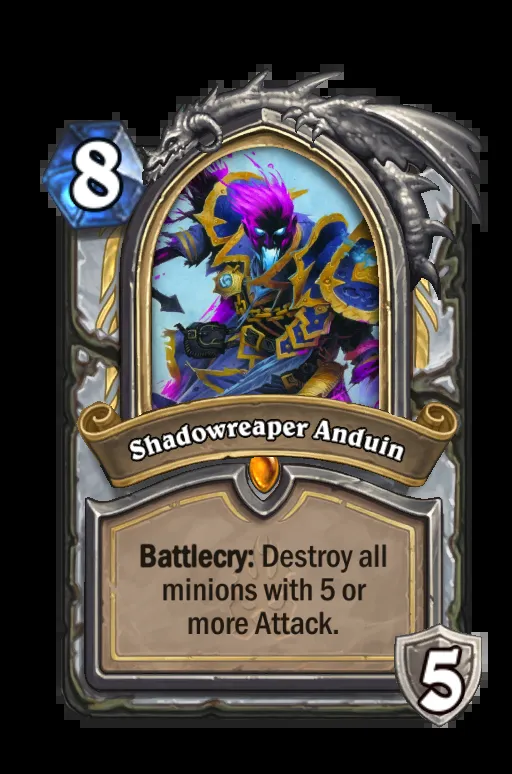 8
Shadowreaper Anduin
Battlecry: Destroy all
minions with 5 or
more Attack.
5